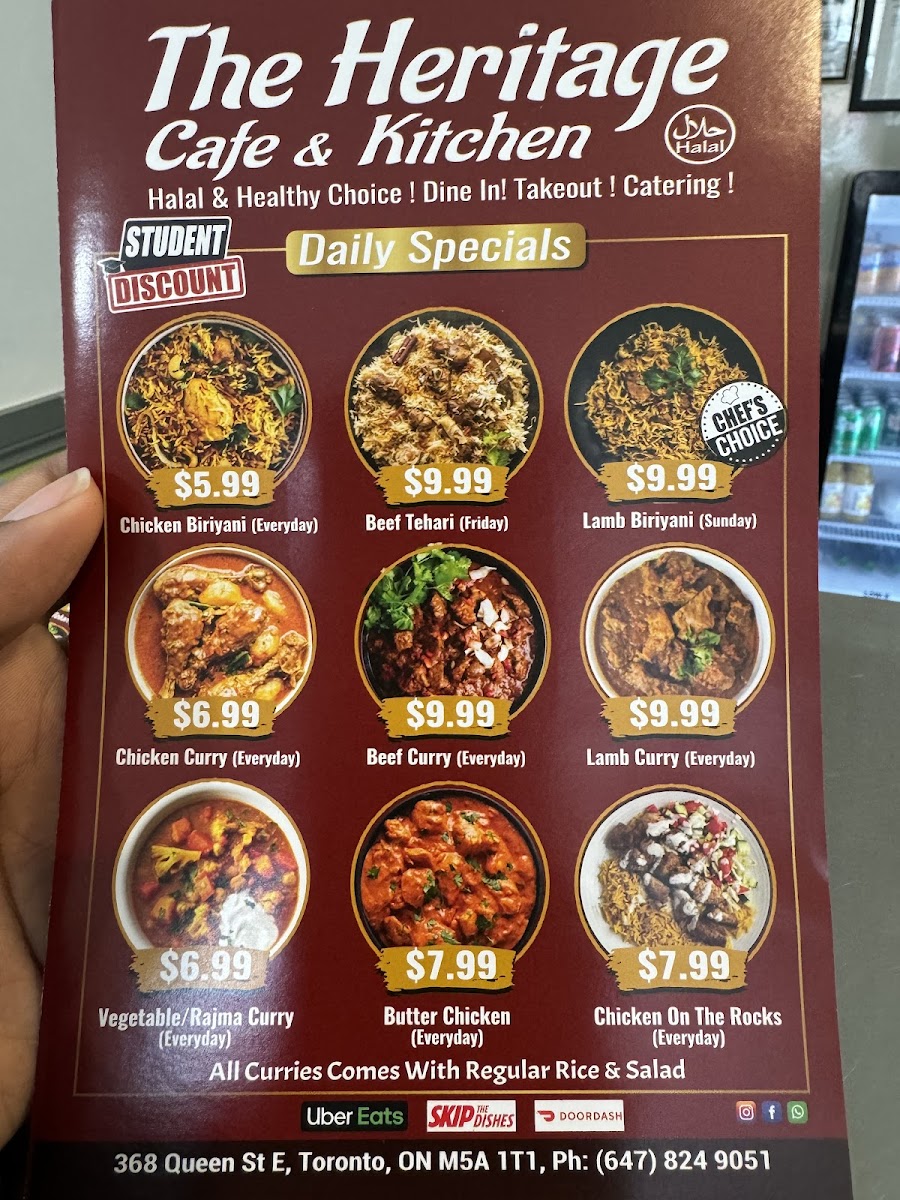 The Heritage
Cafe & Kitchen
حلال
Halal
Halal & Healthy Choice ! Dine In! Takeout ! Catering !
STUDENT
DISCOUNT
Daily Specials
$5.99
Chicken Biriyani (Everyday)
$9.99
Beef Tehari (Friday)
CHEF'S
CHOICE
$9.99
Lamb Biriyani (Sunday)
$6.99
Chicken Curry (Everyday)
$9.99
Beef Curry (Everyday)
$9.99
Lamb Curry (Everyday)
$6.99
Vegetable/Rajma Curry
(Everyday)
$7.99
Butter Chicken
(Everyday)
$7.99
Chicken On The Rocks
(Everyday)
All Curries Comes With Regular Rice & Salad
Uber Eats
SKIP THE DISHES
DOORDASH
368 Queen St E, Toronto, ON M5A 1T1, Ph: (647) 824 9051